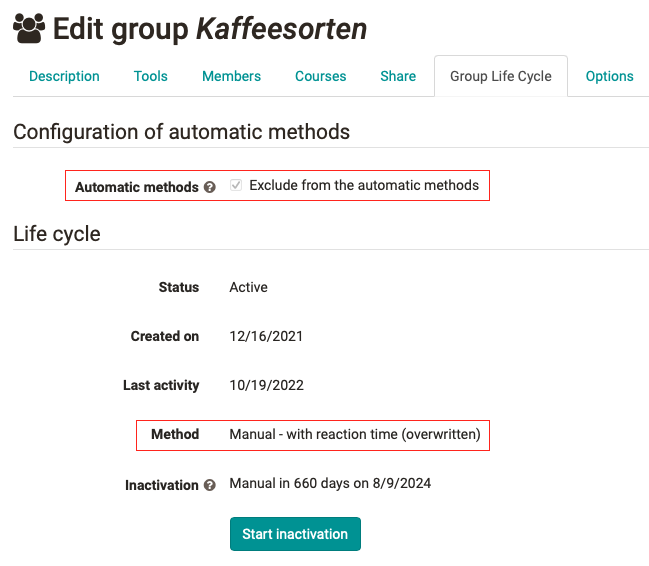 Edit group Kaffeesorten
Description Tools Members Courses Share Group Life Cycle Options
Configuration of automatic methods
Automatic methods ? Exclude from the automatic methods
Life cycle
Status Active
Created on 12/16/2021
Last activity 10/19/2022
Method Manual - with reaction time (overwritten)
Inactivation ? Manual in 660 days on 8/9/2024
Start inactivation